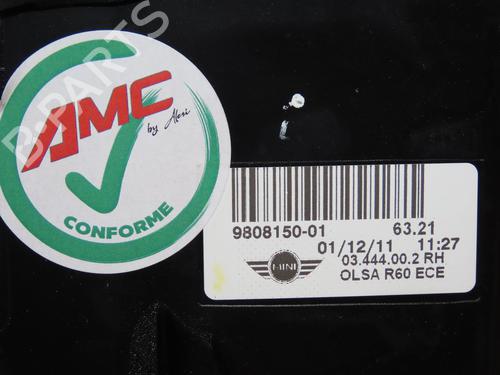 B-PARTS
AMC
by Aleri
CONFORME
9808150-01 63.21
01/12/11 11:27
MINI
03.444.00.2 RH
OLSA R60 ECE